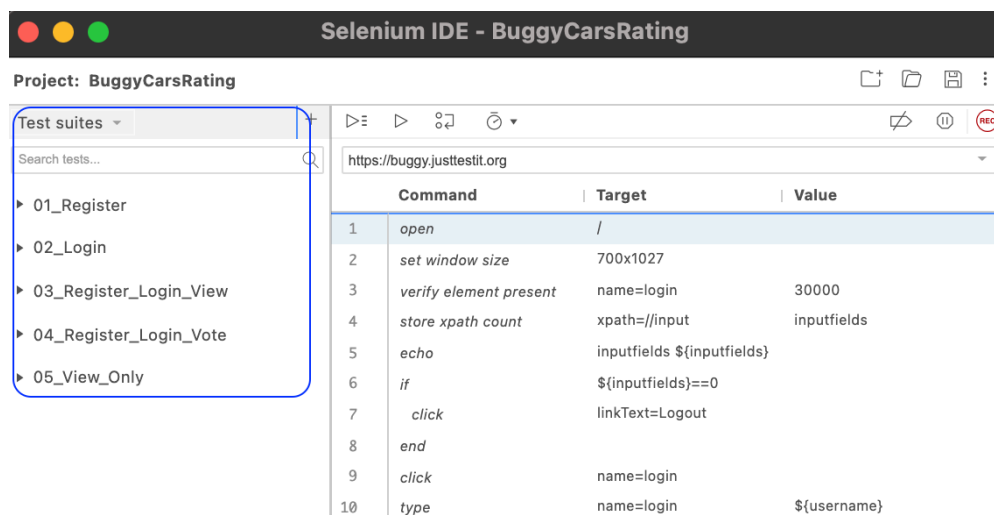 Selenium IDE - BuggyCarsRating
Project: BuggyCarsRating
Test suites
+
REC
Search tests...
https://buggy.justtestit.org
01_Register
02_Login
03_Register_Login_View
04_Register_Login_Vote
05_View_Only
Command Target Value
1 open /
2 set window size 700x1027
3 verify element present name=login 30000
4 store xpath count xpath=//input inputfields
5 echo inputfields ${inputfields}
6 if ${inputfields}==0
7 click linkText=Logout
8 end
9 click name=login
10 type name=login ${username}